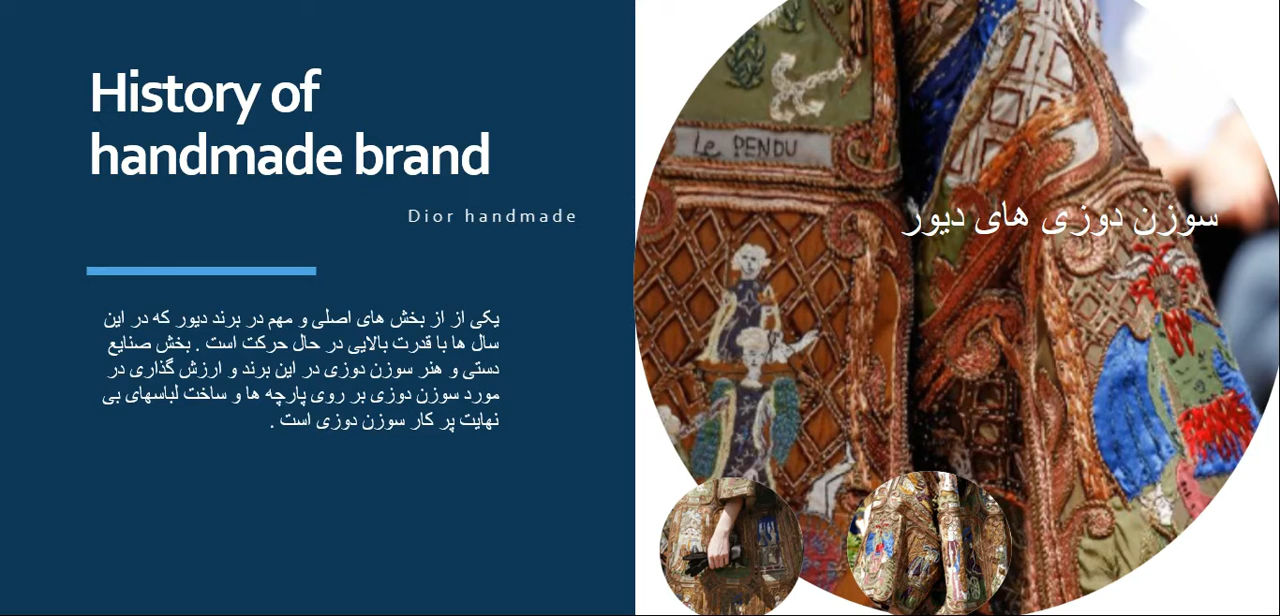 History of
handmade brand
Dior handmade
یکی از از بخش های اصلی و مهم در برند دیور که در این
سال ها با قدرت بالایی در حال حرکت است . بخش صنایع
دستی و هنر سوزن دوزی در این برند و ارزش گذاری در
مورد سوزن دوزی بر روی پارچه ها و ساخت لباسهای بی
نهایت پر کار سوزن دوزی است .
Le PENDU
سوزن دوزی های دیور